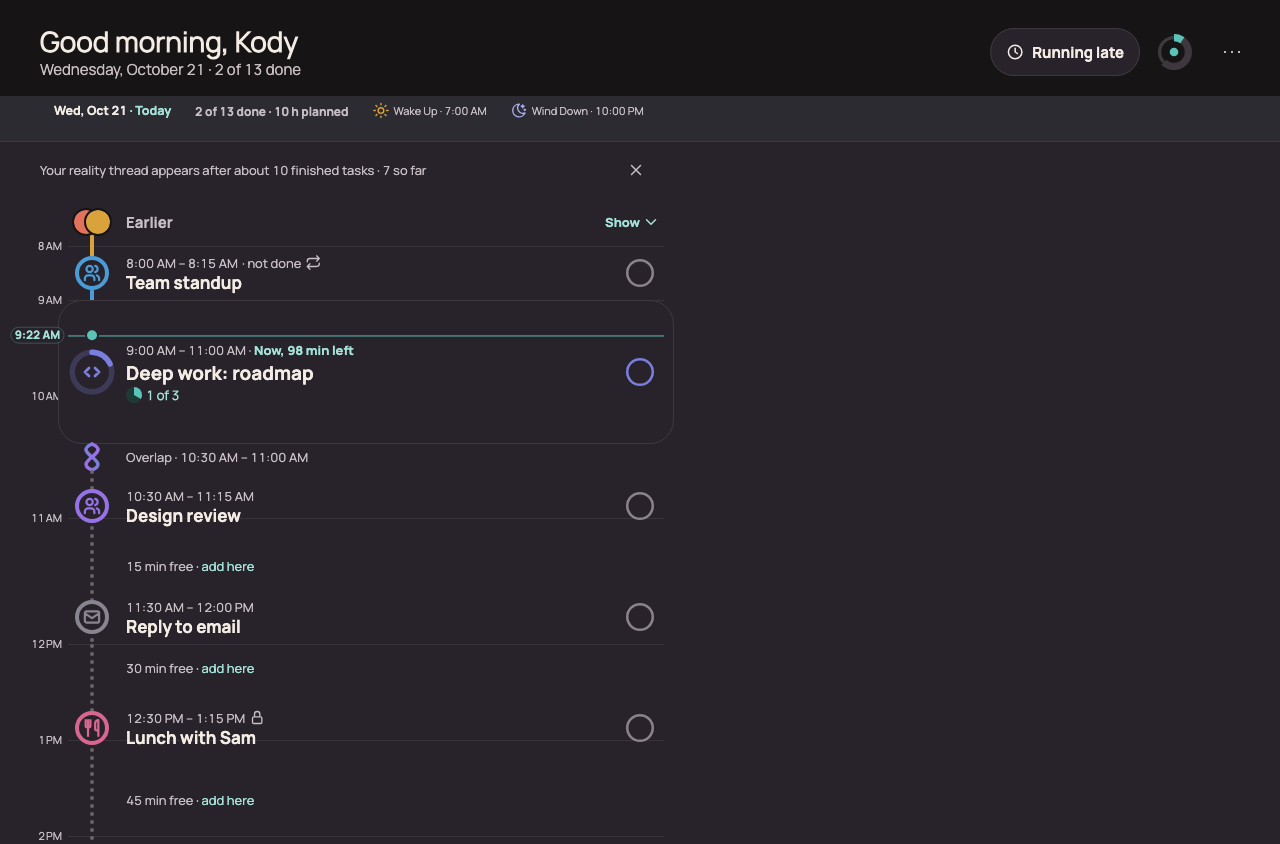 Good morning, Kody
Wednesday, October 21 · 2 of 13 done
Running late
Wed, Oct 21 · Today
2 of 13 done · 10 h planned
Wake Up · 7:00 AM
Wind Down · 10:00 PM
Your reality thread appears after about 10 finished tasks · 7 so far
Earlier
Show
8 AM
8:00 AM – 8:15 AM · not done
Team standup
9 AM
9:22 AM
9:00 AM – 11:00 AM · Now, 98 min left
Deep work: roadmap
1 of 3
10 AM
Overlap · 10:30 AM – 11:00 AM
10:30 AM – 11:15 AM
Design review
11 AM
15 min free · add here
11:30 AM – 12:00 PM
Reply to email
12 PM
30 min free · add here
12:30 PM – 1:15 PM
Lunch with Sam
1 PM
45 min free · add here
2 PM